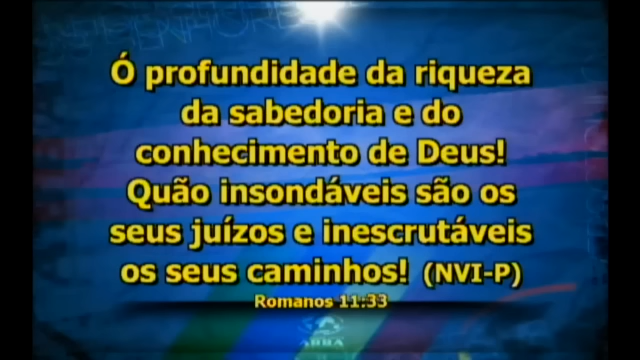 Ó profundidade da riqueza
da sabedoria e do
conhecimento de Deus!
Quão insondáveis são os
seus juízos e inescrutáveis
os seus caminhos! (NVI-P)
Romanos 11:33
ABBA